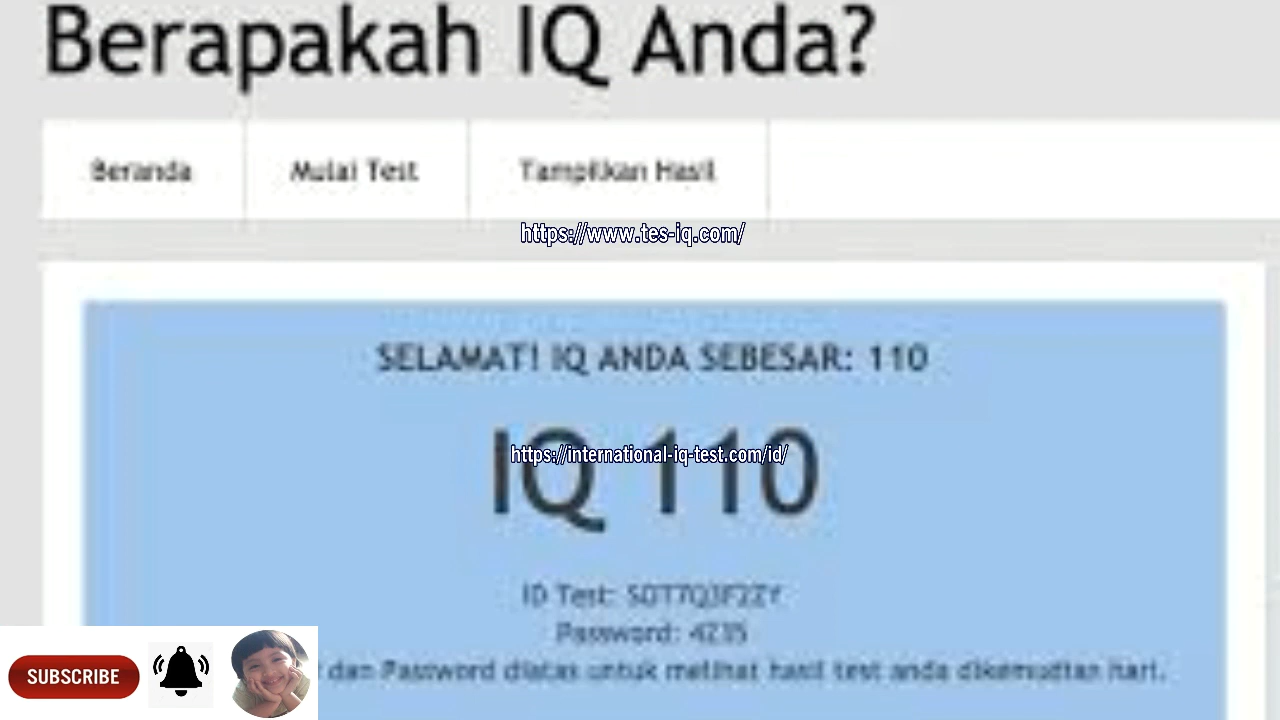 Berapakah IQ Anda?
Beranda
Mulai Test
Tampilkan Hasil
https://www.tes-iq.com/
SELAMAT! IQ ANDA SEBESAR: 110
IQ 110
https://international-iq-test.com/id/
ID Test:
Password: 4235
dan Password diatas untuk melihat hasil test anda dikemudian hari.
SUBSCRIBE